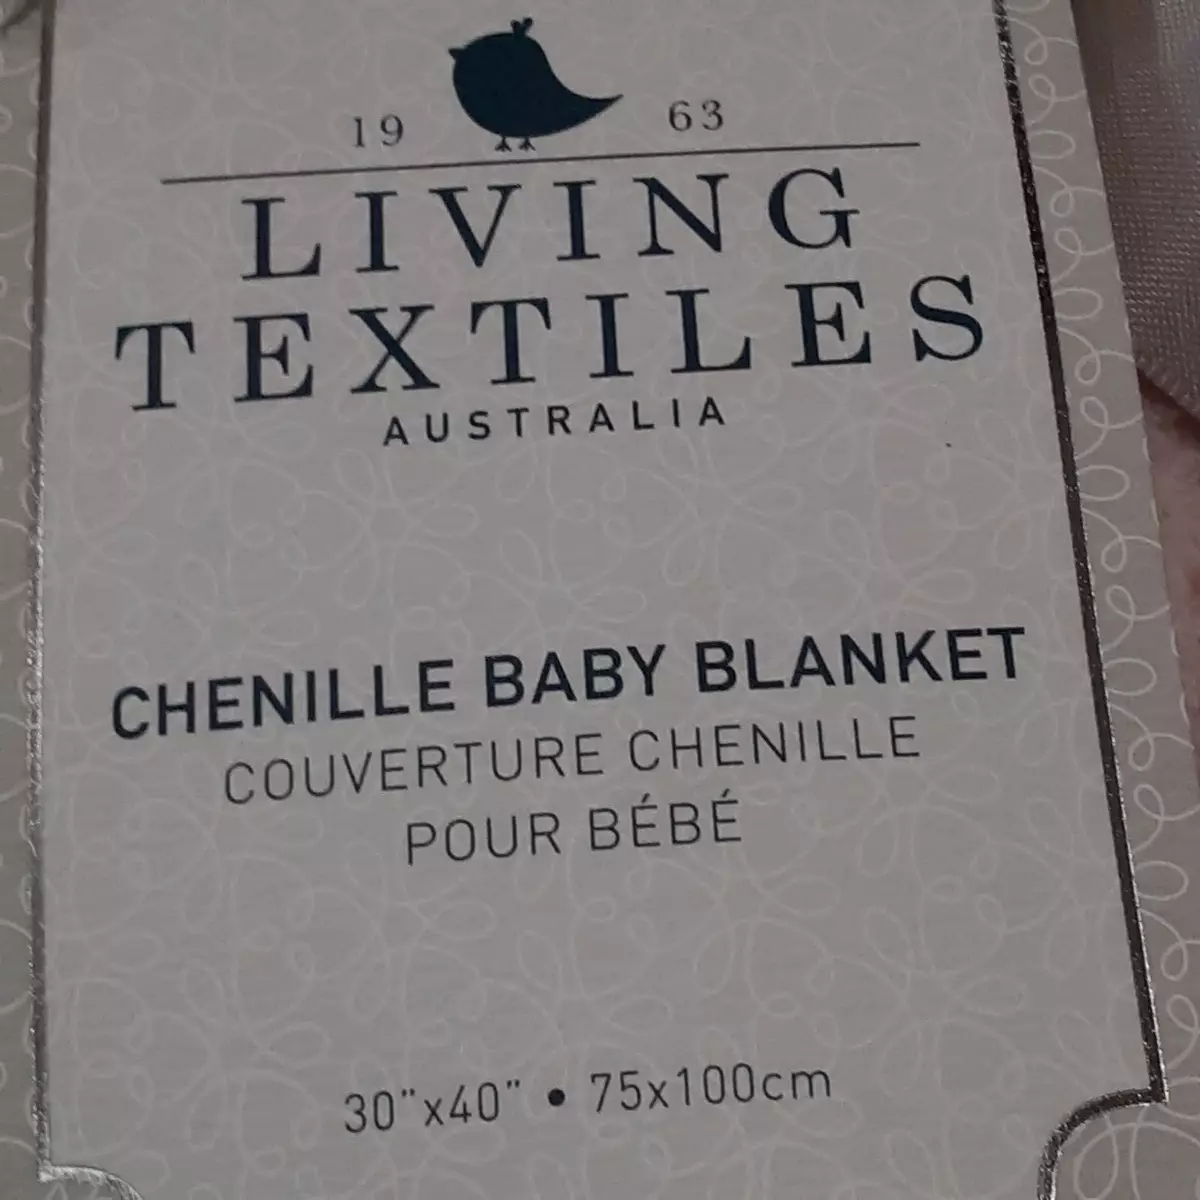 19 63
LIVING
TEXTILES
AUSTRALIA
CHENILLE BABY BLANKET
COUVERTURE CHENILLE
POUR BÉBÉ
30"x40" • 75x100cm